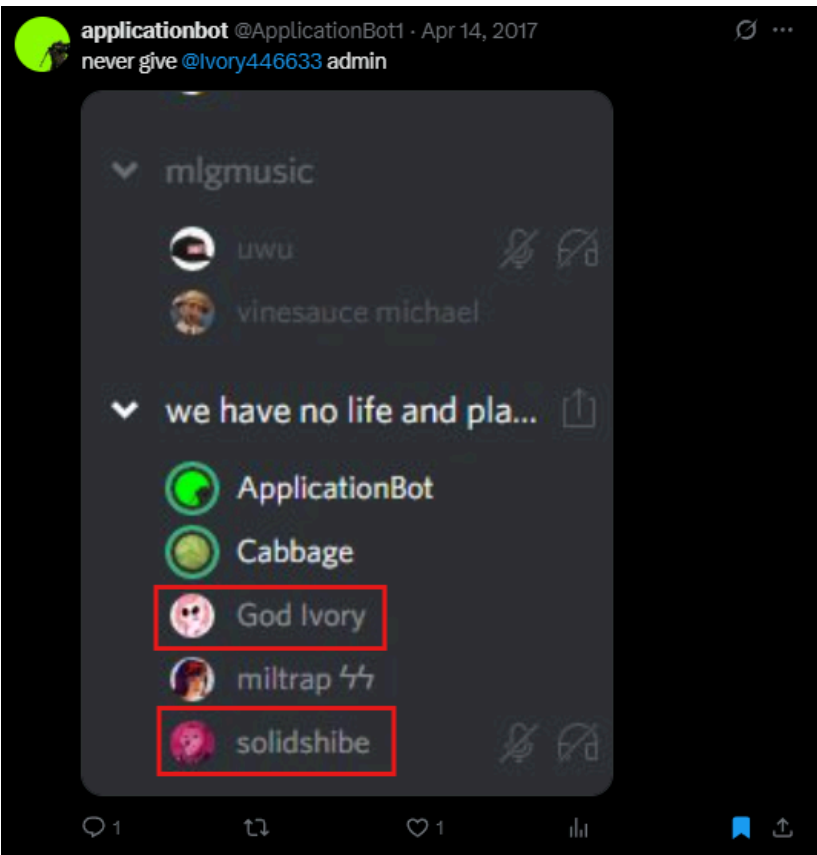 applicationbot @ApplicationBot1 · Apr 14, 2017
never give @Ivory446633 admin
mlgmusic
uwu
vinesauce michael
we have no life and pla...
ApplicationBot
Cabbage
God Ivory
miltrap ϟϟ
solidshibe
1
1